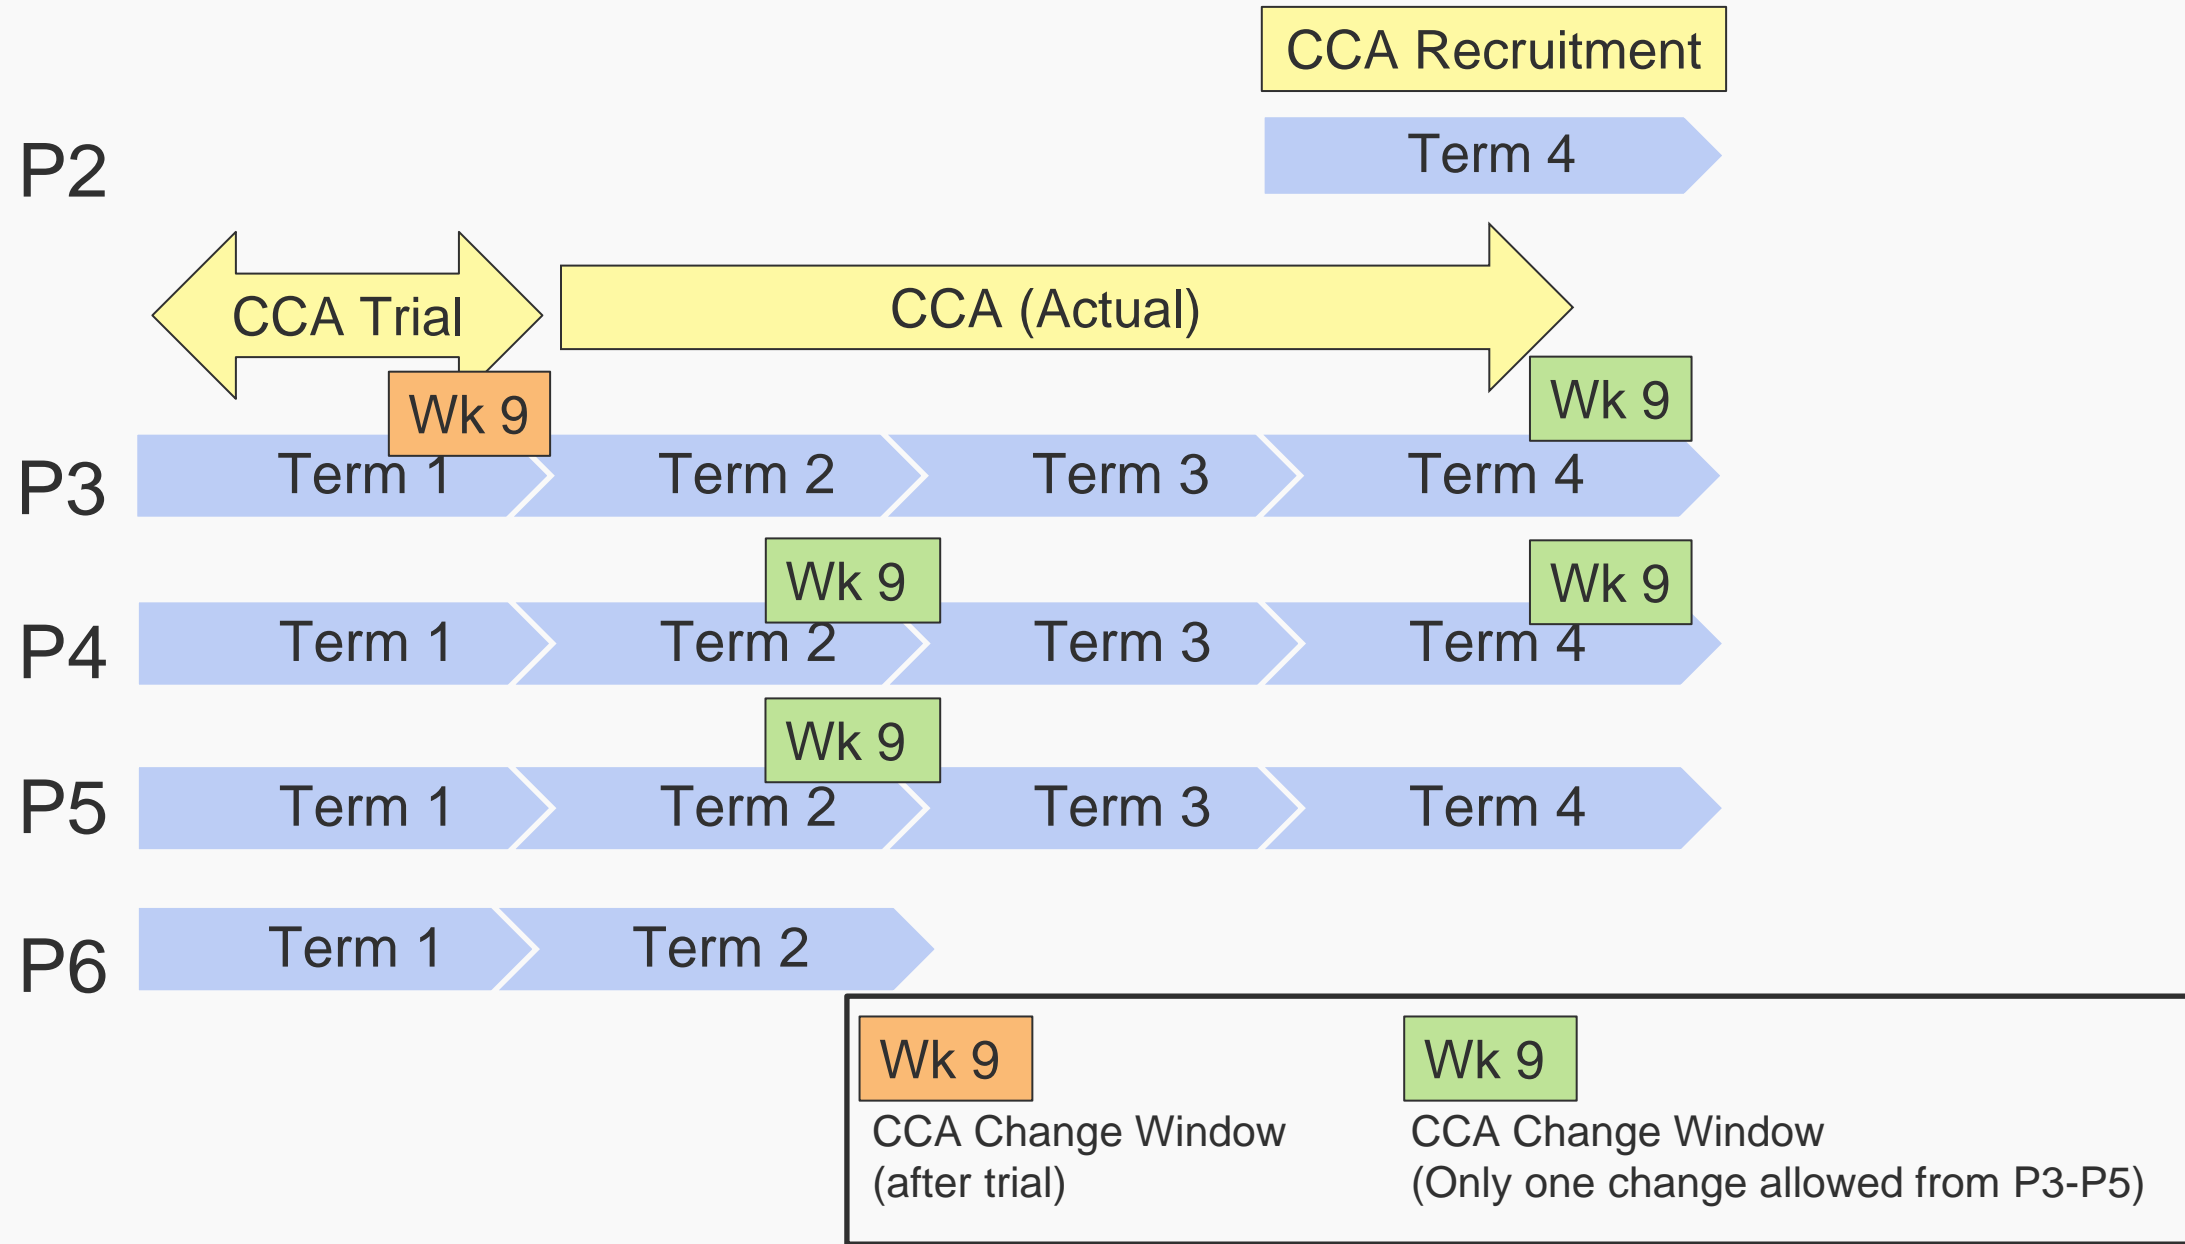 CCA Recruitment
P2
Term 4
CCA Trial
CCA (Actual)
Wk 9
Wk 9
P3
Term 1
Term 2
Term 3
Term 4
Wk 9
Wk 9
P4
Term 1
Term 2
Term 3
Term 4
Wk 9
P5
Term 1
Term 2
Term 3
Term 4
P6
Term 1
Term 2
Wk 9
CCA Change Window
(after trial)
Wk 9
CCA Change Window
(Only one change allowed from P3-P5)